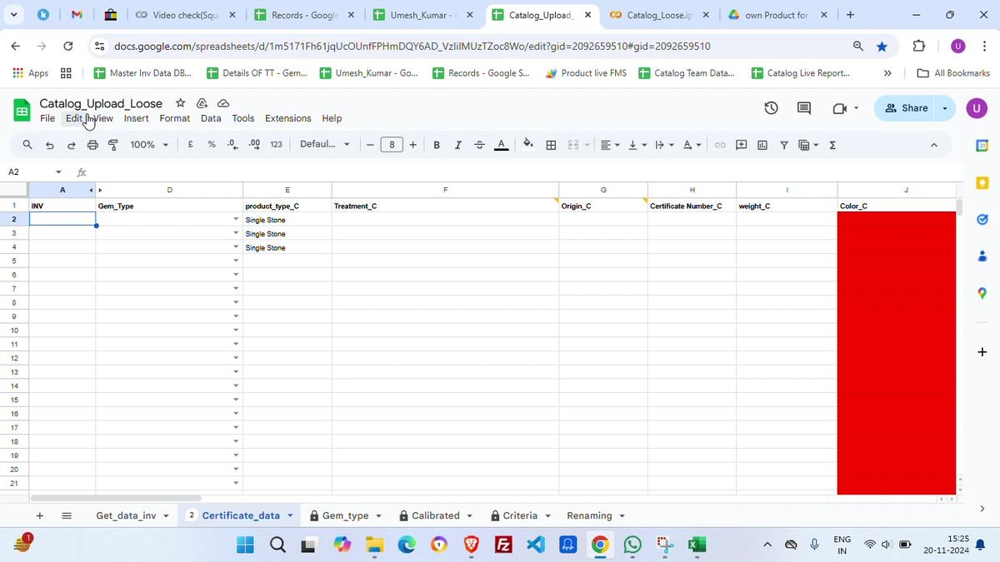 Video check(Squ
Records - Google
Umesh_Kumar - G
Catalog_Upload_
Catalog_Loose.ip
own Product for
docs.google.com/spreadsheets/d/1m5171Fh61jqUcOUnfFPHmDQY6AD_VzIiIMUzTZoc8Wo/edit?gid=2092659510#gid=2092659510
U
Apps
Master Inv Data DB...
Details OF TT - Gem...
Umesh_Kumar - Go...
Records - Google S...
Product live FMS
Catalog Team Data...
Catalog Live Report...
»
All Bookmarks
Catalog_Upload_Loose
File Edit View Insert Format Data Tools Extensions Help
Share
U
100% £ % .0 .00 123 Defaul... − 8 + B I A
A2 fx
A D E F G H I J
1 INV Gem_Type product_type_C Treatment_C Origin_C Certificate Number_C weight_C Color_C
2 Single Stone
3 Single Stone
4 Single Stone
5
6
7
8
9
10
11
12
13
14
15
16
17
18
19
20
21
Get_data_inv 2 Certificate_data Gem_type Calibrated Criteria Renaming
1
ENG
IN
15:25
20-11-2024